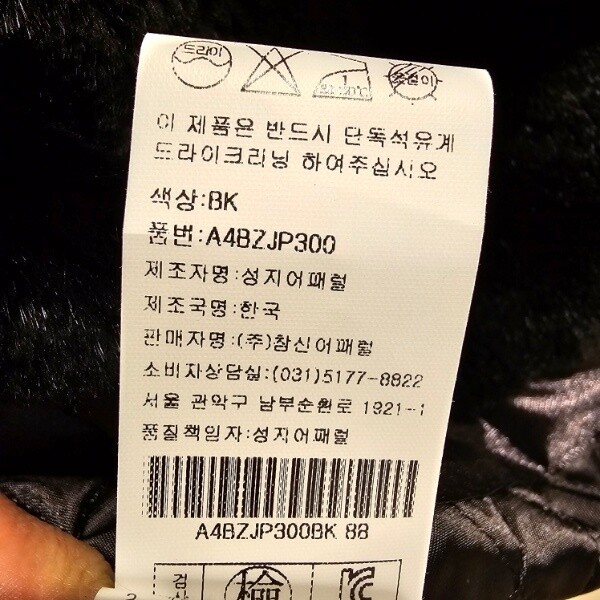 드라이
이 제품은 반드시 단독석유계
드라이크리닝 하여주십시오
색상:BK
품번:A4BZJP300
제조자명:성지어패럴
제조국명:한국
판매자명:(주)참신어패럴
소비자상담실:(031)5177-8822
서울 관악구 남부순환로 1921-1
품질책임자:성지어패럴
A4BZJP300BK 88
검
檢